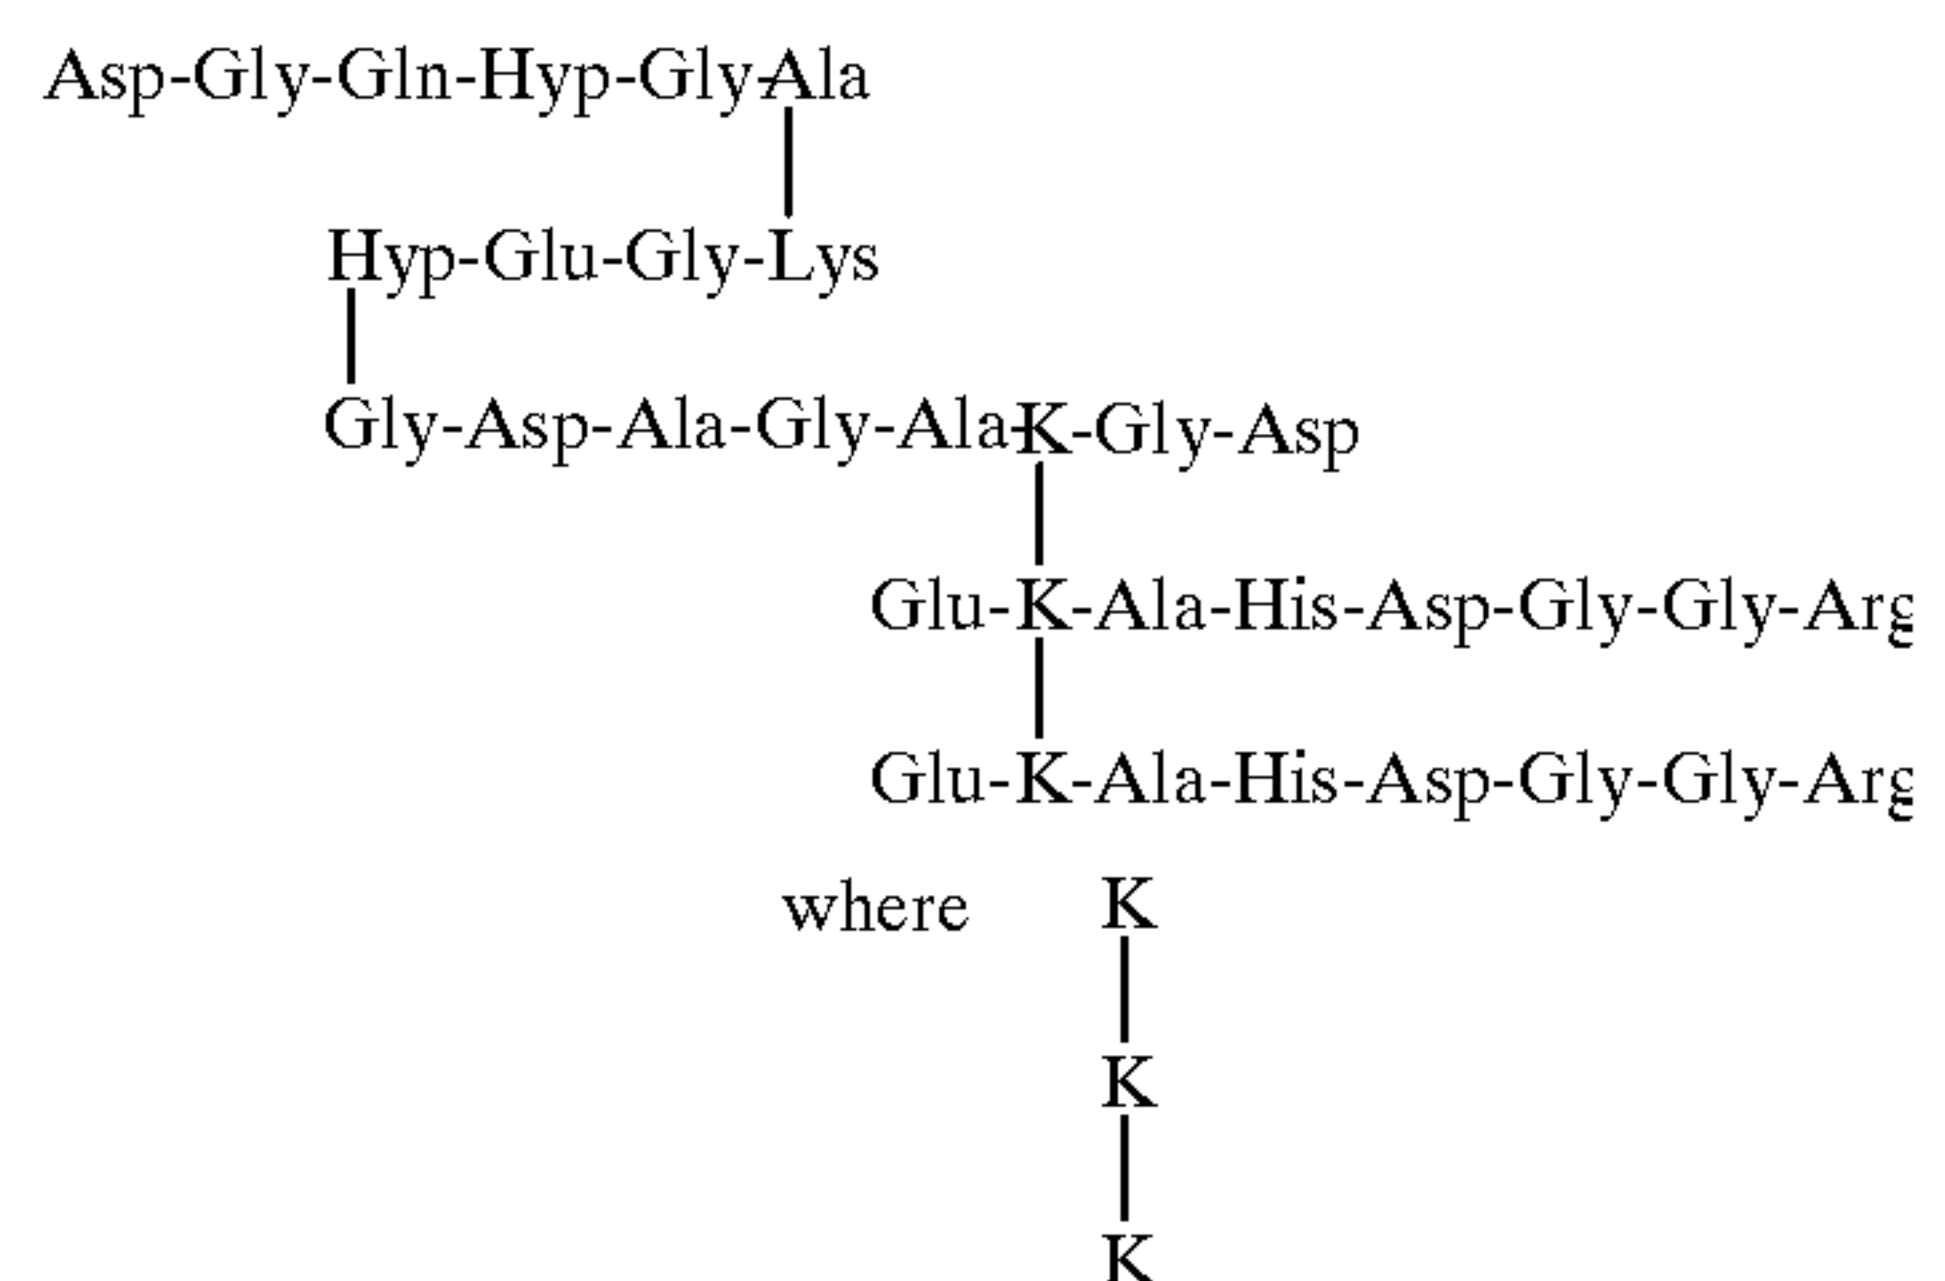 Asp-Gly-Gln-Hyp-Gly-Ala
Hyp-Glu-Gly-Lys
Gly-Asp-Ala-Gly-Ala-K-Gly-Asp
Glu-K-Ala-His-Asp-Gly-Gly-Arg
Glu-K-Ala-His-Asp-Gly-Gly-Arg
where K
K
K